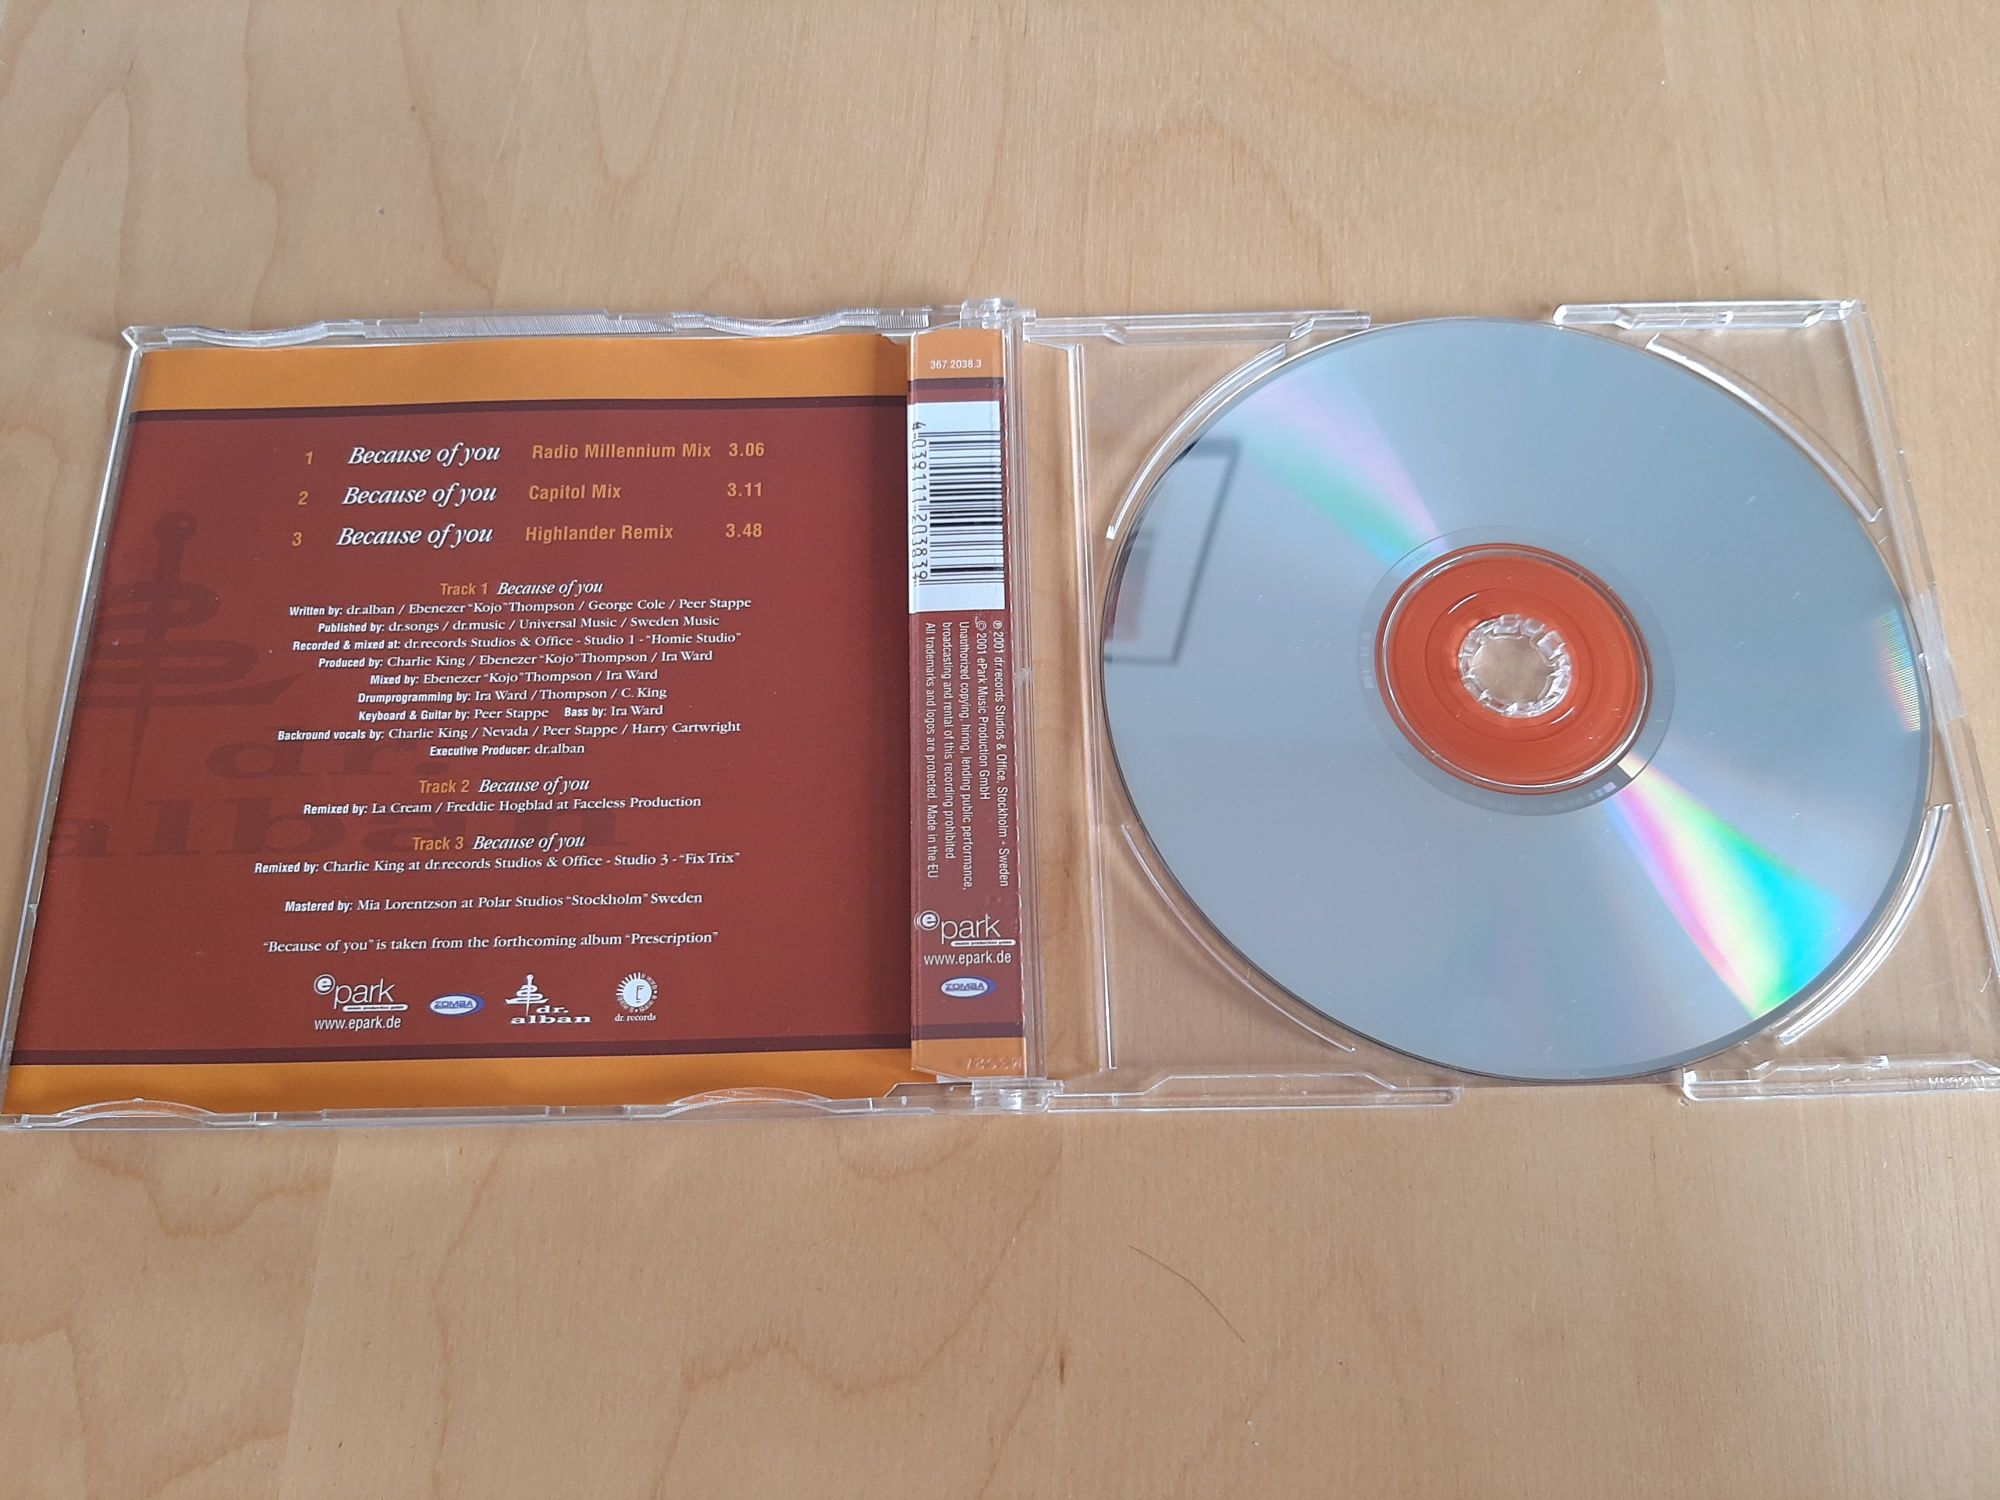 1 Because of you Radio Millennium Mix 3.06
2 Because of you Capitol Mix 3.11
3 Because of you Highlander Remix 3.48
Track 1 Because of you
Written by: dr.alban / Ebenezer "Kojo" Thompson / George Cole / Peer Stappe
Published by: dr.songs / dr.music / Universal Music / Sweden Music
Recorded & mixed at: dr.records Studios & Office - Studio 1 - "Homie Studio"
Produced by: Charlie King / Ebenezer "Kojo" Thompson / Ira Ward
Mixed by: Ebenezer "Kojo" Thompson / Ira Ward
Drumprogramming by: Ira Ward / Thompson / C. King
Keyboard & Guitar by: Peer Stappe Bass by: Ira Ward
Backround vocals by: Charlie King / Nevada / Peer Stappe / Harry Cartwright
Executive Producer: dr.alban
Track 2 Because of you
Remixed by: La Cream / Freddie Hogblad at Faceless Production
Track 3 Because of you
Remixed by: Charlie King at dr.records Studios & Office - Studio 3 - "Fix Trix"
Mastered by: Mia Lorentzson at Polar Studios "Stockholm" Sweden
"Because of you" is taken from the forthcoming album "Prescription"
epark
music production gmbh
www.epark.de
ZOMBA
dr.
alban
E
dr. records
dr.
alban
367.2038.3
4 039111 203839
℗ 2001 dr.records Studios & Office, Stockholm - Sweden
© 2001 ePark Music Production GmbH
Unauthorized copying, hiring, lending public performance,
broadcasting and rental of this recording prohibited.
All trademarks and logos are protected. Made in the EU
epark
music production gmbh
www.epark.de
ZOMBA